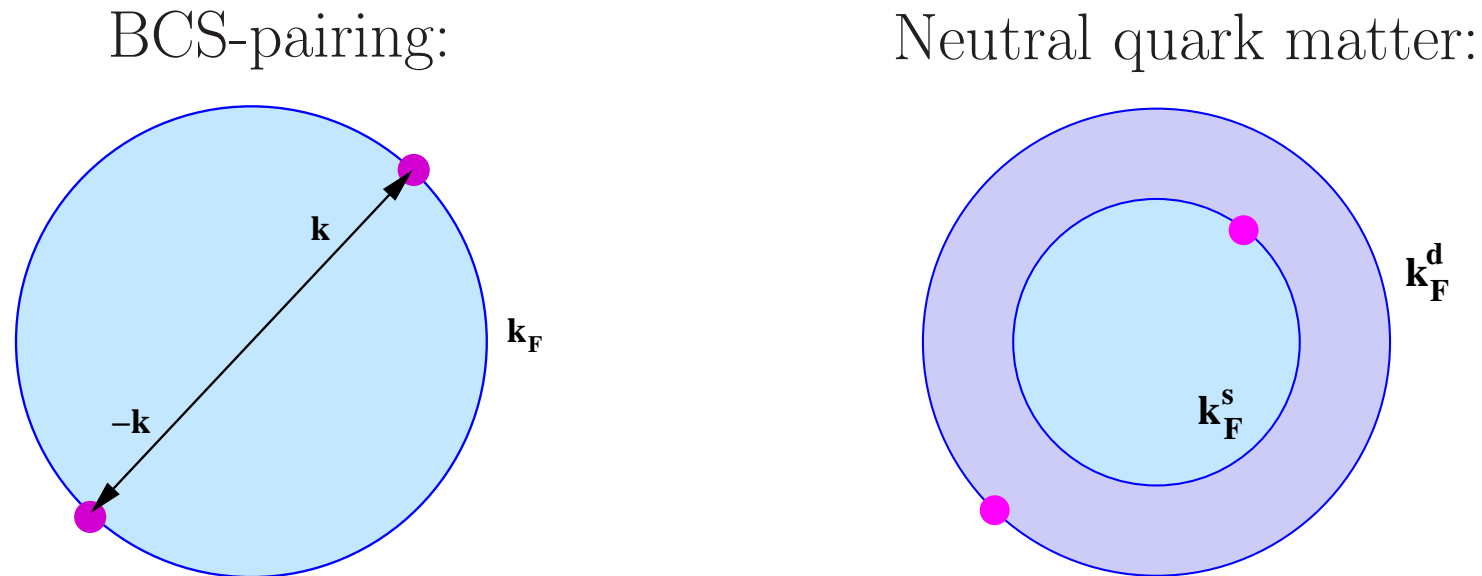 BCS-pairing:
k
k_F
−k
Neutral quark matter:
k_F^d
k_F^s